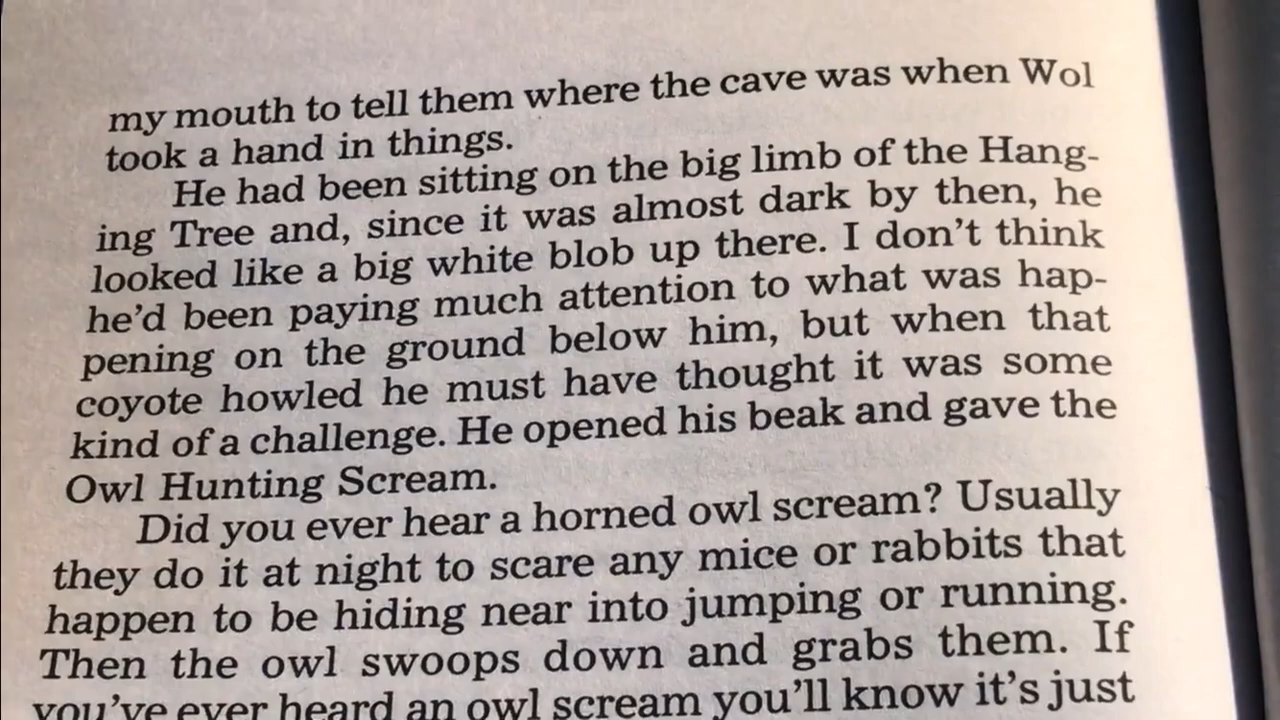 my mouth to tell them where the cave was when Wol
took a hand in things.
He had been sitting on the big limb of the Hang-
ing Tree and, since it was almost dark by then, he
looked like a big white blob up there. I don't think
he'd been paying much attention to what was hap-
pening on the ground below him, but when that
coyote howled he must have thought it was some
kind of a challenge. He opened his beak and gave the
Owl Hunting Scream.
Did you ever hear a horned owl scream? Usually
they do it at night to scare any mice or rabbits that
happen to be hiding near into jumping or running.
Then the owl swoops down and grabs them. If
you've ever heard an owl scream you'll know it's just